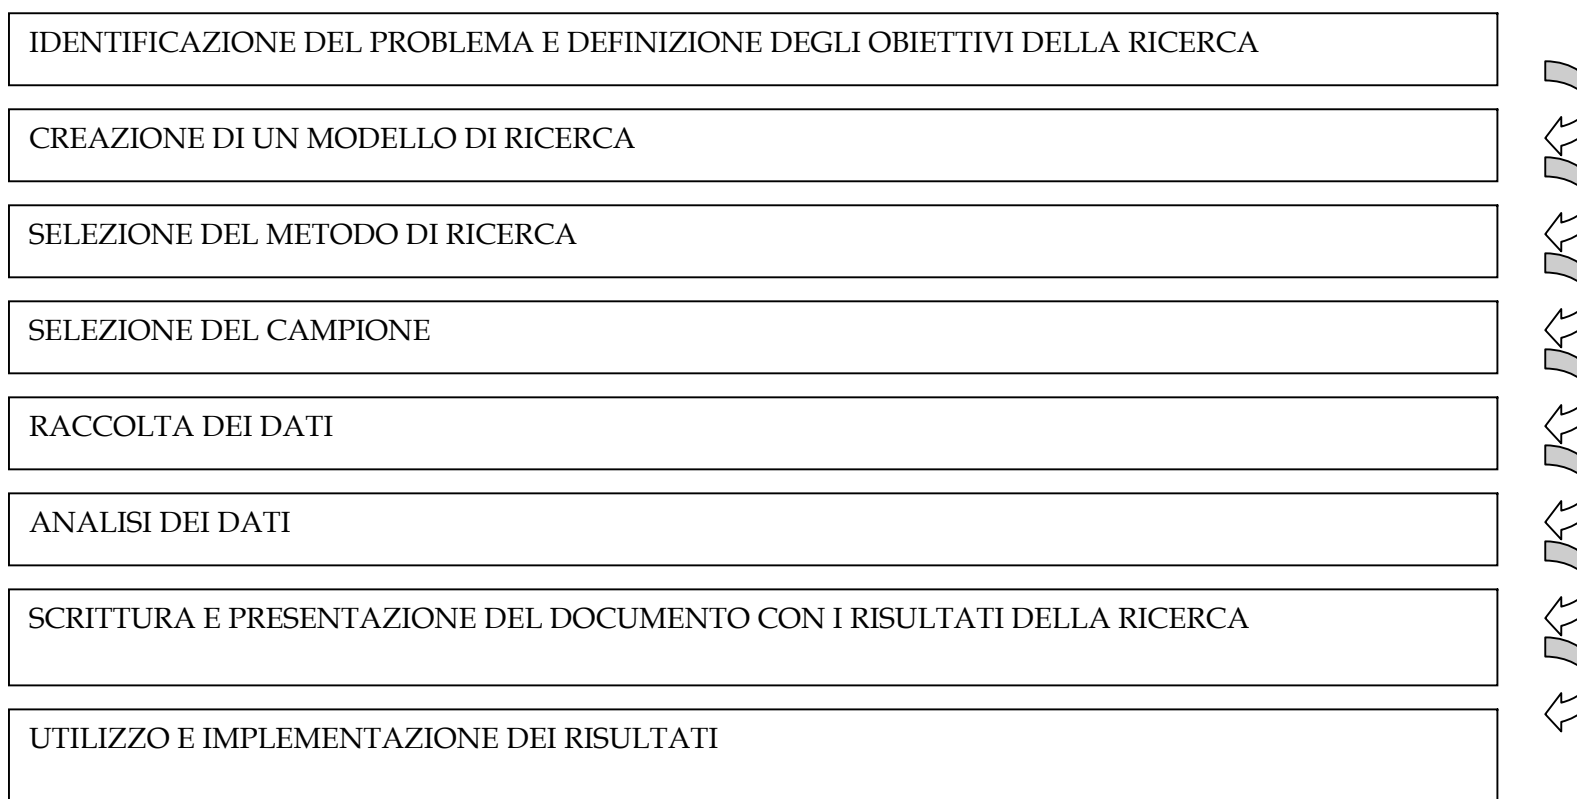 IDENTIFICAZIONE DEL PROBLEMA E DEFINIZIONE DEGLI OBIETTIVI DELLA RICERCA
CREAZIONE DI UN MODELLO DI RICERCA
SELEZIONE DEL METODO DI RICERCA
SELEZIONE DEL CAMPIONE
RACCOLTA DEI DATI
ANALISI DEI DATI
SCRITTURA E PRESENTAZIONE DEL DOCUMENTO CON I RISULTATI DELLA RICERCA
UTILIZZO E IMPLEMENTAZIONE DEI RISULTATI